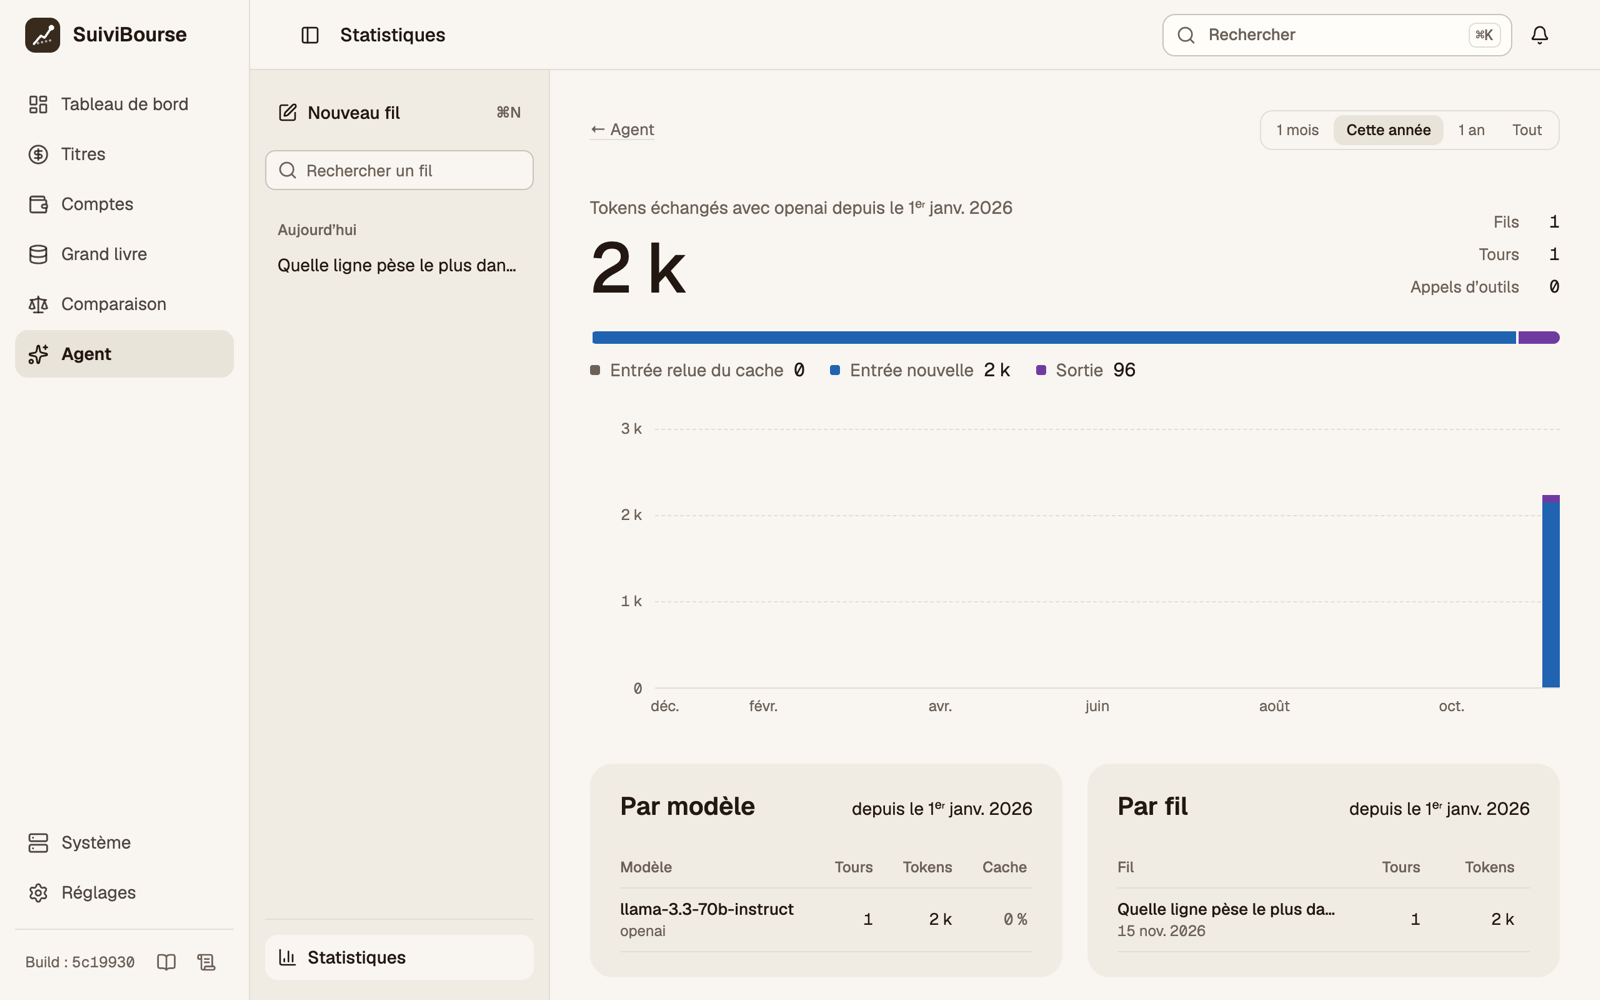 SuiviBourse
Statistiques
Rechercher
⌘K
Tableau de bord
Titres
Comptes
Grand livre
Comparaison
Agent
Système
Réglages
Build : 5c19930
Nouveau fil
⌘N
Rechercher un fil
Aujourd’hui
Quelle ligne pèse le plus dan…
Statistiques
← Agent
1 mois
Cette année
1 an
Tout
Tokens échangés avec openai depuis le 1ᵉʳ janv. 2026
2 k
Fils 1
Tours 1
Appels d’outils 0
Entrée relue du cache 0
Entrée nouvelle 2 k
Sortie 96
3 k
2 k
1 k
0
déc.
févr.
avr.
juin
août
oct.
Par modèle
depuis le 1ᵉʳ janv. 2026
Modèle Tours Tokens Cache
llama-3.3-70b-instruct 1 2 k 0 %
openai
Par fil
depuis le 1ᵉʳ janv. 2026
Fil Tours Tokens
Quelle ligne pèse le plus da… 1 2 k
15 nov. 2026